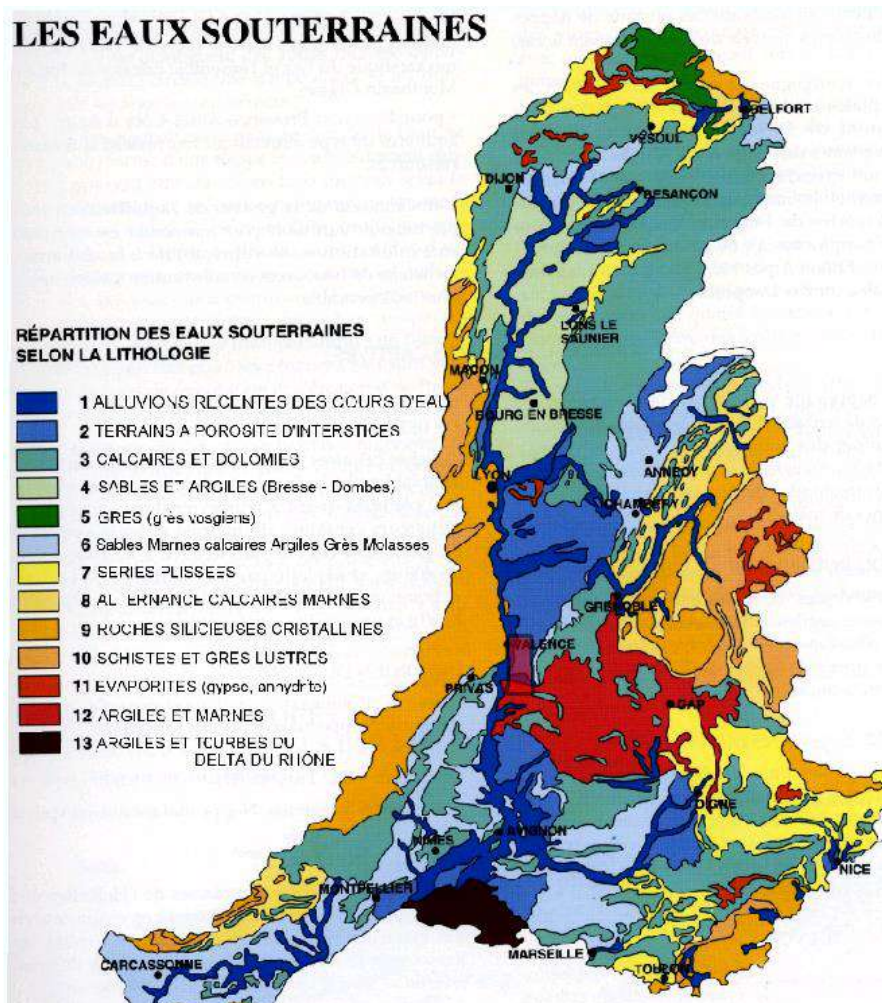 LES EAUX SOUTERRAINES
BELFORT
VESOUL
DIJON
BESANÇON
LONS LE
SAUNIER
RÉPARTITION DES EAUX SOUTERRAINES
SELON LA LITHOLOGIE
MACON
BOURG EN BRESSE
1 ALLUVIONS RECENTES DES COURS D'EAU
2 TERRAINS A POROSITE D'INTERSTICES
3 CALCAIRES ET DOLOMIES
4 SABLES ET ARGILES (Bresse - Dombes)
5 GRES (grès vosgiens)
6 Sables Marnes calcaires Argiles Grès Molasses
7 SERIES PLISSEES
8 ALTERNANCE CALCAIRES MARNES
9 ROCHES SILICIEUSES CRISTALLINES
10 SCHISTES ET GRES LUSTRES
11 EVAPORITES (gypse, anhydrite)
12 ARGILES ET MARNES
13 ARGILES ET TOURBES DU
DELTA DU RHÔNE
LYON
ANNECY
CHAMBERY
GRENOBLE
VALENCE
PRIVAS
GAP
DIGNE
AVIGNON
NIMES
NICE
MONTPELLIER
MARSEILLE
CARCASSONNE
TOULON